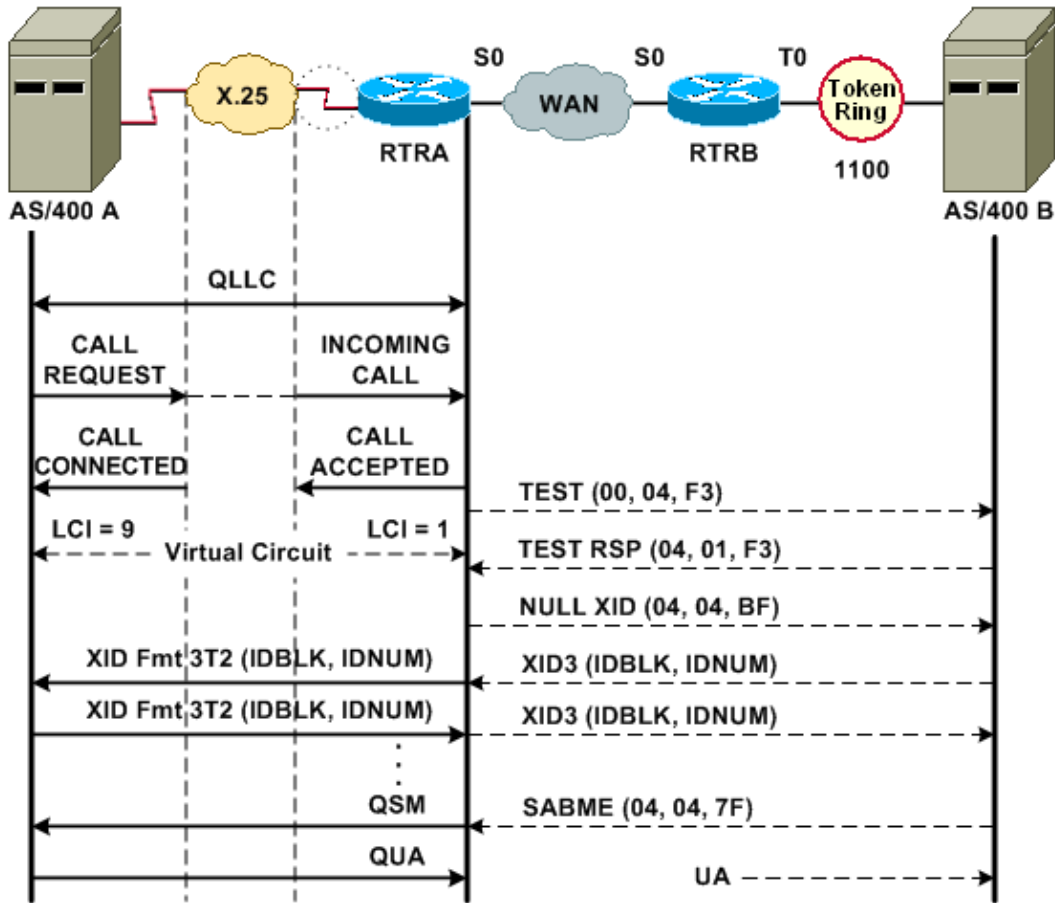 X.25
S0
WAN
S0
T0
Token
Ring
RTRA
RTRB
1100
AS/400 A
AS/400 B
QLLC
CALL
REQUEST
INCOMING
CALL
CALL
CONNECTED
CALL
ACCEPTED
TEST (00, 04, F3)
LCI = 9
LCI = 1
Virtual Circuit
TEST RSP (04, 01, F3)
NULL XID (04, 04, BF)
XID Fmt 3T2 (IDBLK, IDNUM)
XID3 (IDBLK, IDNUM)
XID Fmt 3T2 (IDBLK, IDNUM)
XID3 (IDBLK, IDNUM)
QSM
SABME (04, 04, 7F)
QUA
UA